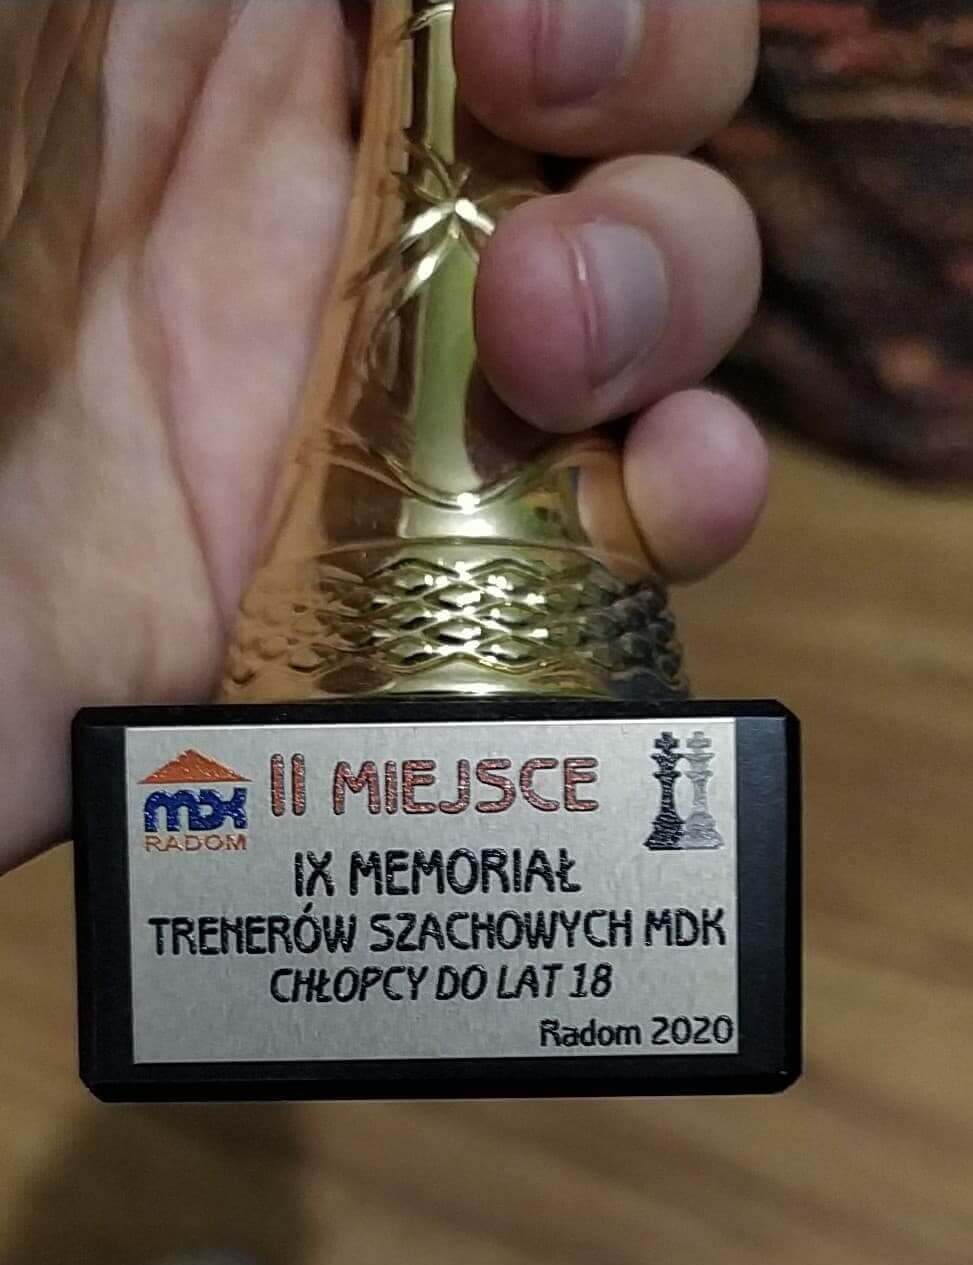 MDK
RADOM
II MIEJSCE
IX MEMORIAŁ
TRENERÓW SZACHOWYCH MDK
CHŁOPCY DO LAT 18
Radom 2020